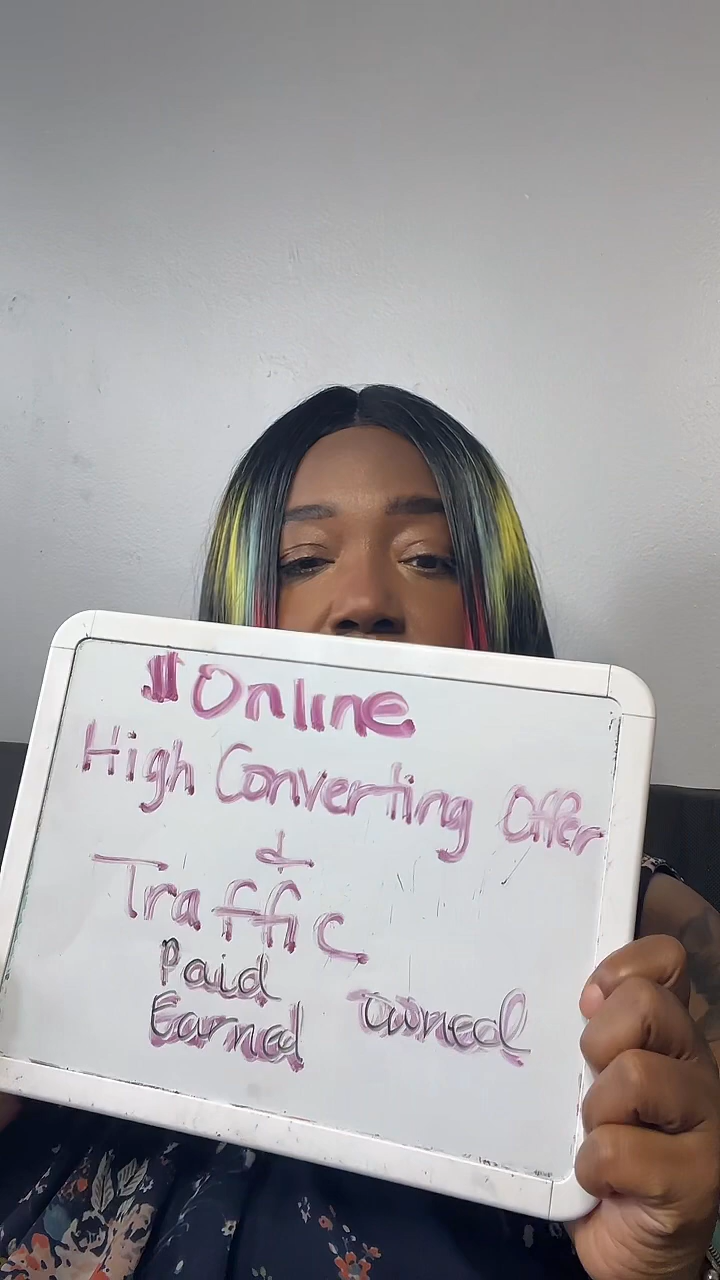 $ Online
High Converting Offer
+
Traffic
Paid
Earned owned